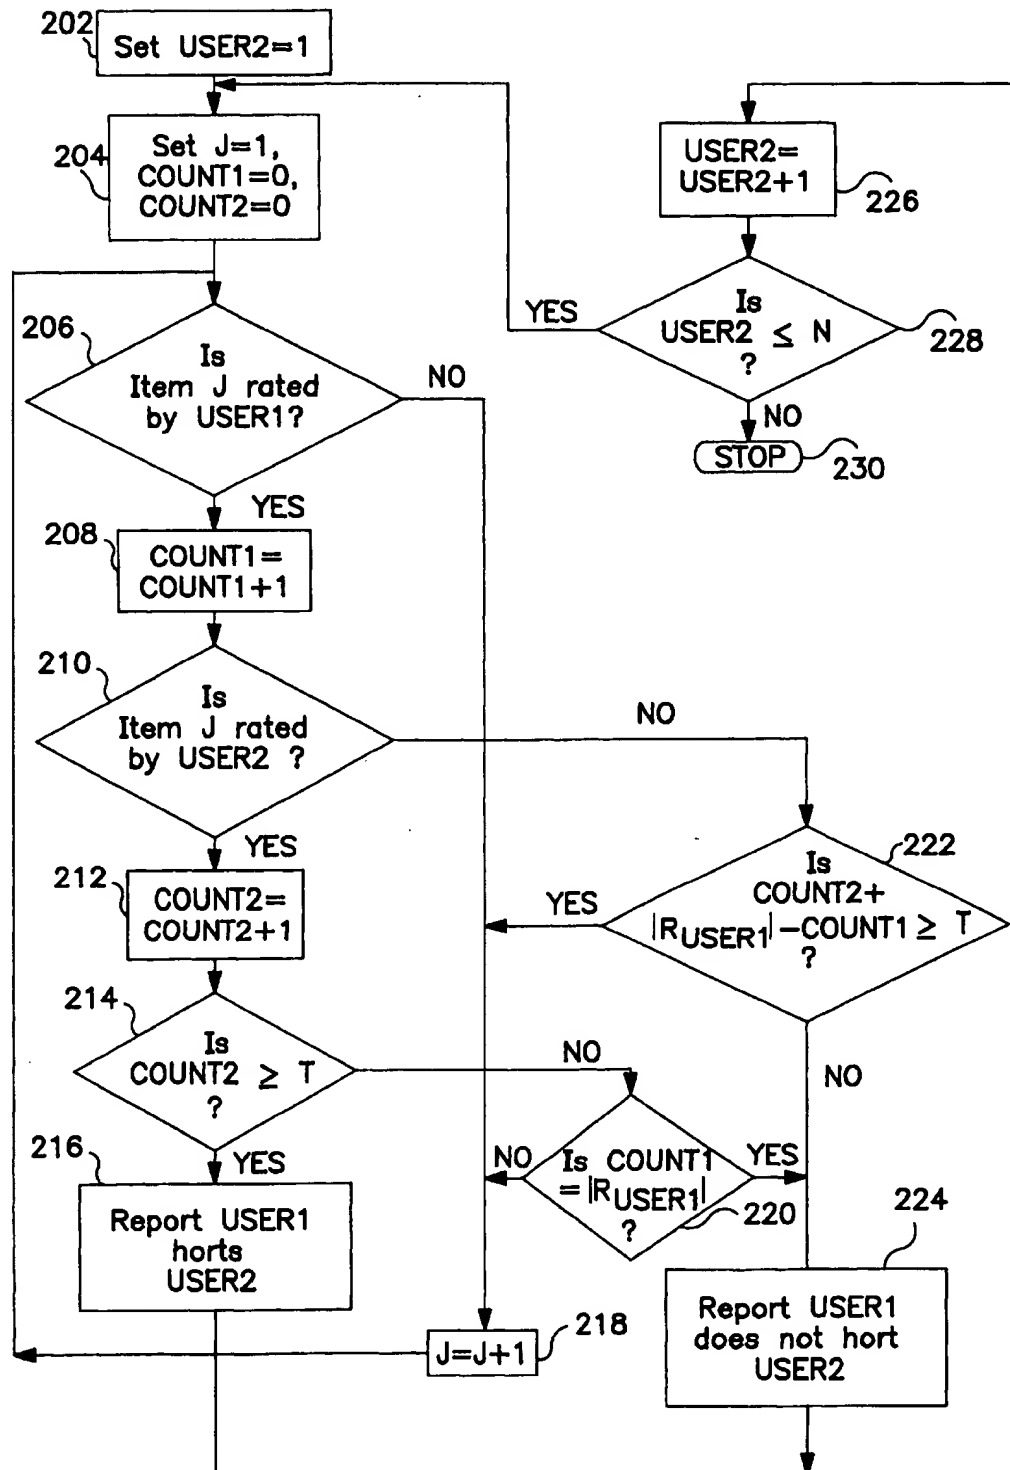 202
Set USER2=1
204
Set J=1,
COUNT1=0,
COUNT2=0
USER2=
USER2+1
226
206
Is
Item J rated
by USER1?
NO
YES
Is
USER2 ≤ N
?
228
NO
STOP
230
YES
208
COUNT1=
COUNT1+1
210
Is
Item J rated
by USER2 ?
NO
YES
212
COUNT2=
COUNT2+1
222
Is
COUNT2+
|RUSER1|-COUNT1 ≥ T
?
YES
NO
214
Is
COUNT2 ≥ T
?
NO
YES
216
Report USER1
horts
USER2
NO
Is COUNT1
=|RUSER1|
?
YES
220
218
J=J+1
224
Report USER1
does not hort
USER2